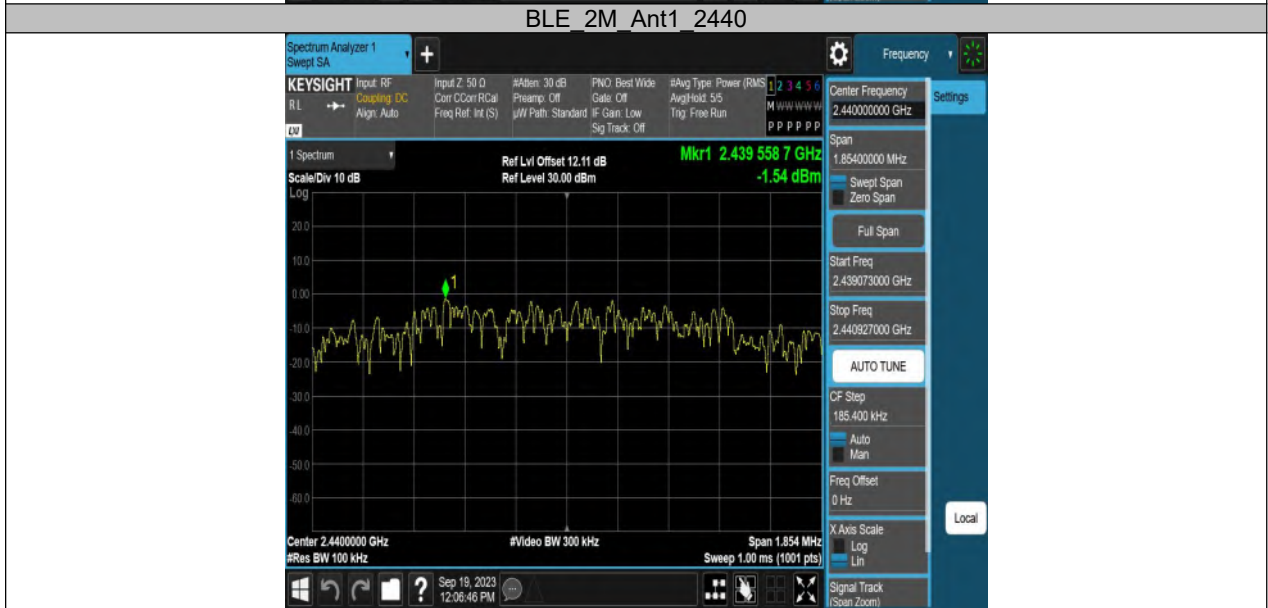 BLE_2M_Ant1_2440
Spectrum Analyzer 1
Swept SA
+
Frequency
KEYSIGHT
RL
LXI
Input: RF
Coupling: DC
Align: Auto
Input Z: 50 Ω
Corr CCorr RCal
Freq Ref: Int (S)
#Atten: 30 dB
Preamp: Off
µW Path: Standard
PNO: Best Wide
Gate: Off
IF Gain: Low
Sig Track: Off
#Avg Type: Power (RMS
Avg|Hold: 5/5
Trig: Free Run
1 2 3 4 5 6
M W W W W W
P P P P P P
Center Frequency
2.440000000 GHz
Settings
Span
1.85400000 MHz
Swept Span
Zero Span
Full Span
Start Freq
2.439073000 GHz
Stop Freq
2.440927000 GHz
AUTO TUNE
CF Step
185.400 kHz
Auto
Man
Freq Offset
0 Hz
X Axis Scale
Log
Lin
Signal Track
(Span Zoom)
Local
1 Spectrum
Scale/Div 10 dB
Log
Ref Lvl Offset 12.11 dB
Ref Level 30.00 dBm
Mkr1 2.439 558 7 GHz
-1.54 dBm
1
20.0
10.0
0.00
-10.0
-20.0
-30.0
-40.0
-50.0
-60.0
Center 2.4400000 GHz
#Res BW 100 kHz
#Video BW 300 kHz
Span 1.854 MHz
Sweep 1.00 ms (1001 pts)
?
Sep 19, 2023
12:06:46 PM